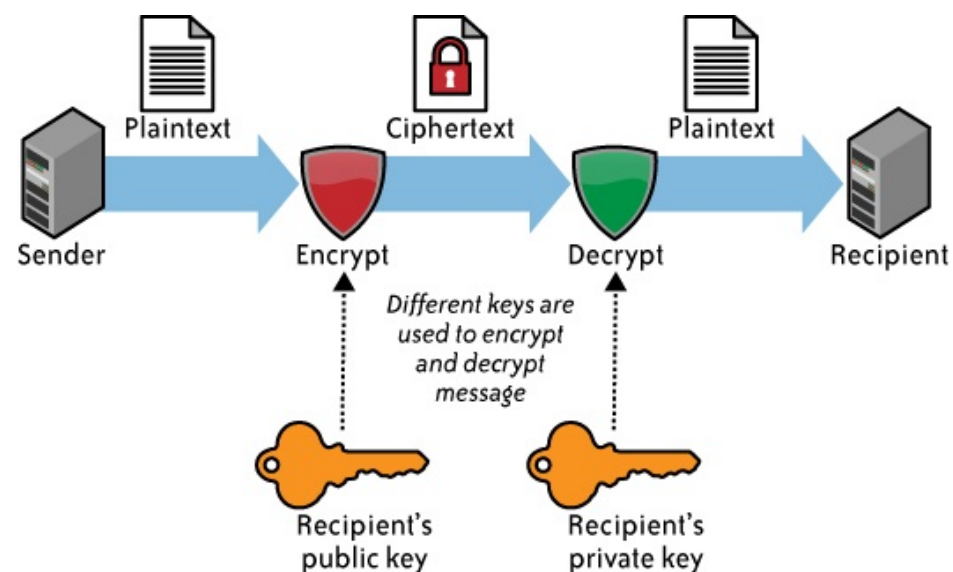 Plaintext
Ciphertext
Plaintext
Sender
Encrypt
Decrypt
Recipient
Different keys are
used to encrypt
and decrypt
message
Recipient's
public key
Recipient's
private key